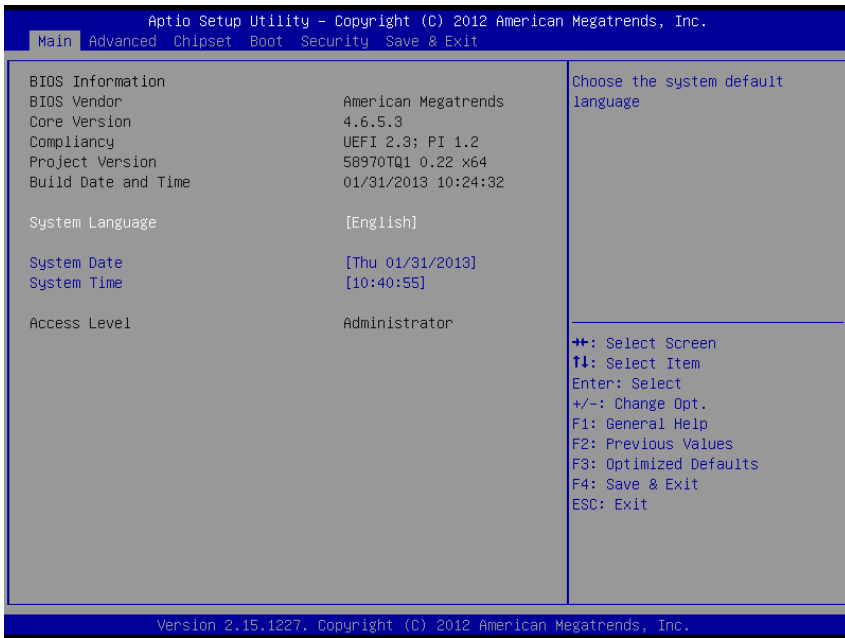 Aptio Setup Utility – Copyright (C) 2012 American Megatrends, Inc.
Main Advanced Chipset Boot Security Save & Exit
BIOS Information
BIOS Vendor American Megatrends
Core Version 4.6.5.3
Compliancy UEFI 2.3; PI 1.2
Project Version 58970TQ1 0.22 x64
Build Date and Time 01/31/2013 10:24:32
System Language [English]
System Date [Thu 01/31/2013]
System Time [10:40:55]
Access Level Administrator
Choose the system default
language
→←: Select Screen
↑↓: Select Item
Enter: Select
+/-: Change Opt.
F1: General Help
F2: Previous Values
F3: Optimized Defaults
F4: Save & Exit
ESC: Exit
Version 2.15.1227. Copyright (C) 2012 American Megatrends, Inc.